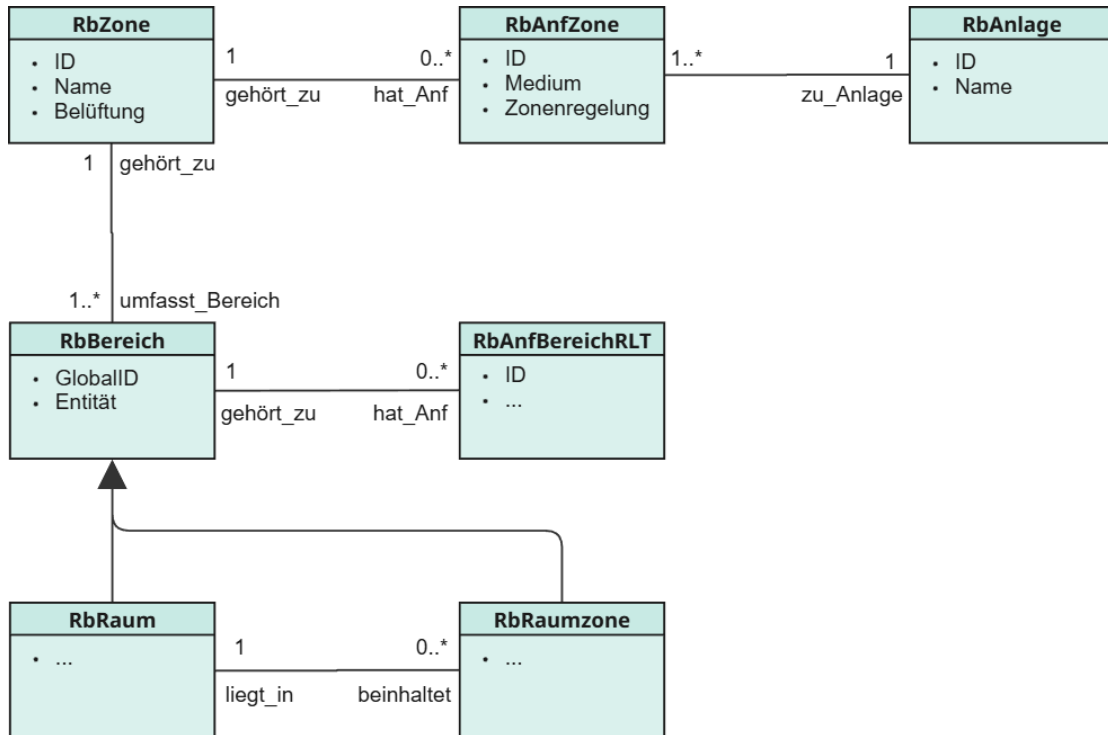 RbZone
• ID
• Name
• Belüftung
1
gehört_zu
0..*
hat_Anf
RbAnfZone
• ID
• Medium
• Zonenregelung
1..*
1
zu_Anlage
RbAnlage
• ID
• Name
1
gehört_zu
1..*
umfasst_Bereich
RbBereich
• GlobalID
• Entität
1
gehört_zu
0..*
hat_Anf
RbAnfBereichRLT
• ID
• ...
RbRaum
• ...
1
liegt_in
0..*
beinhaltet
RbRaumzone
• ...